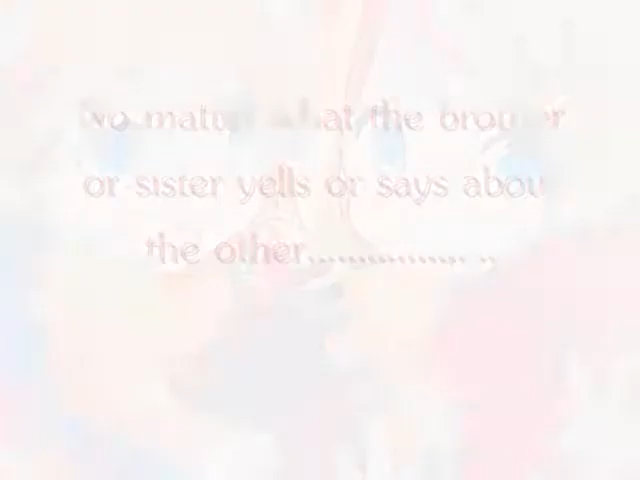 No matter what the brother
or sister yells or says about
the other............... ..